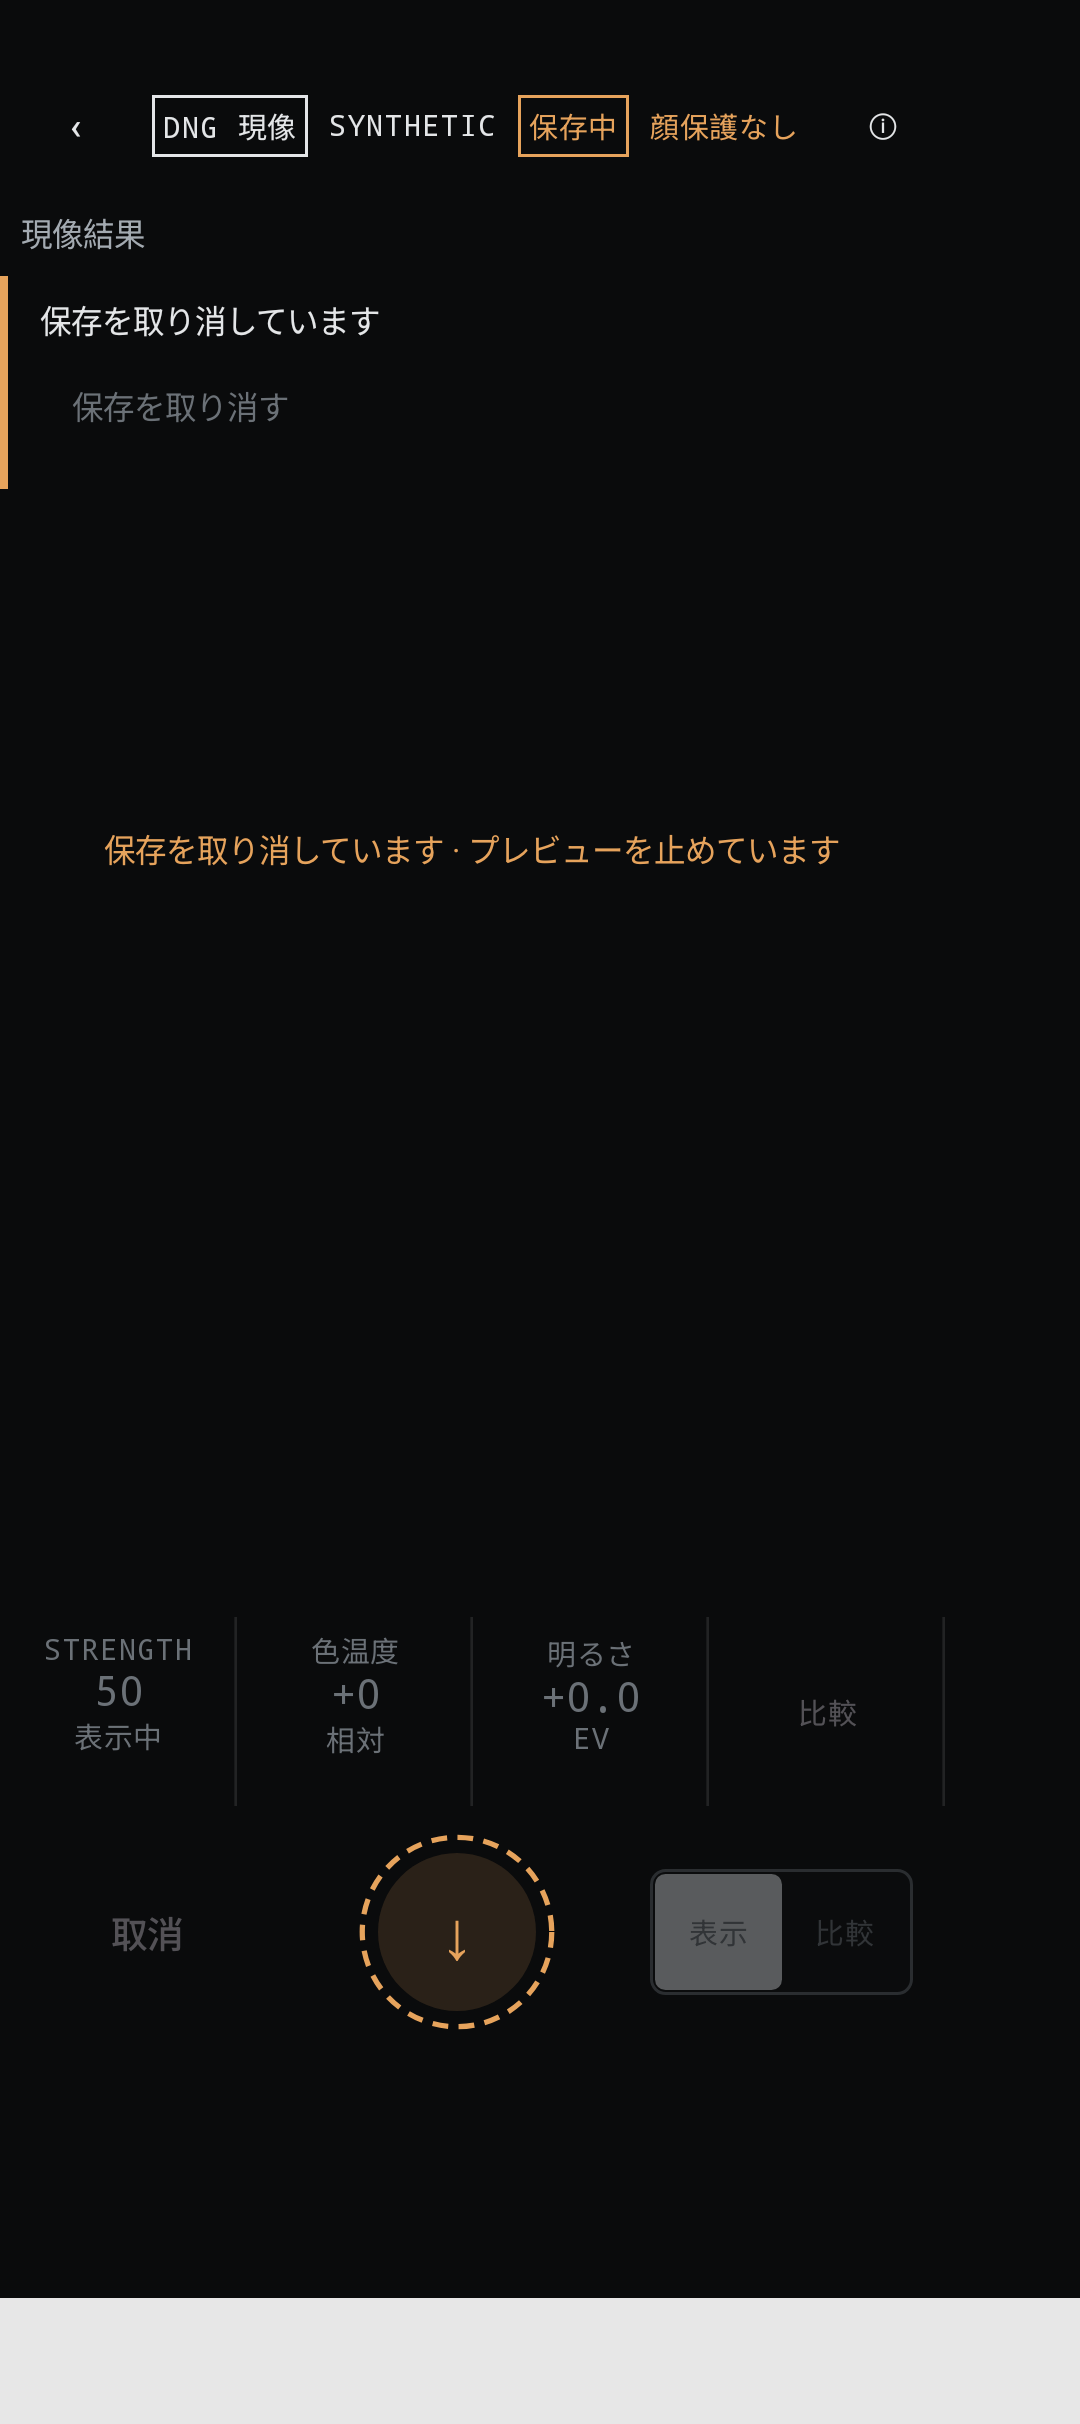 ‹ DNG 現像 SYNTHETIC 保存中 顔保護なし ⓘ
現像結果
保存を取り消しています
保存を取り消す
保存を取り消しています · プレビューを止めています
STRENGTH
50
表示中
色温度
+0
相対
明るさ
+0.0
EV
比較
取消
↓
表示 比較